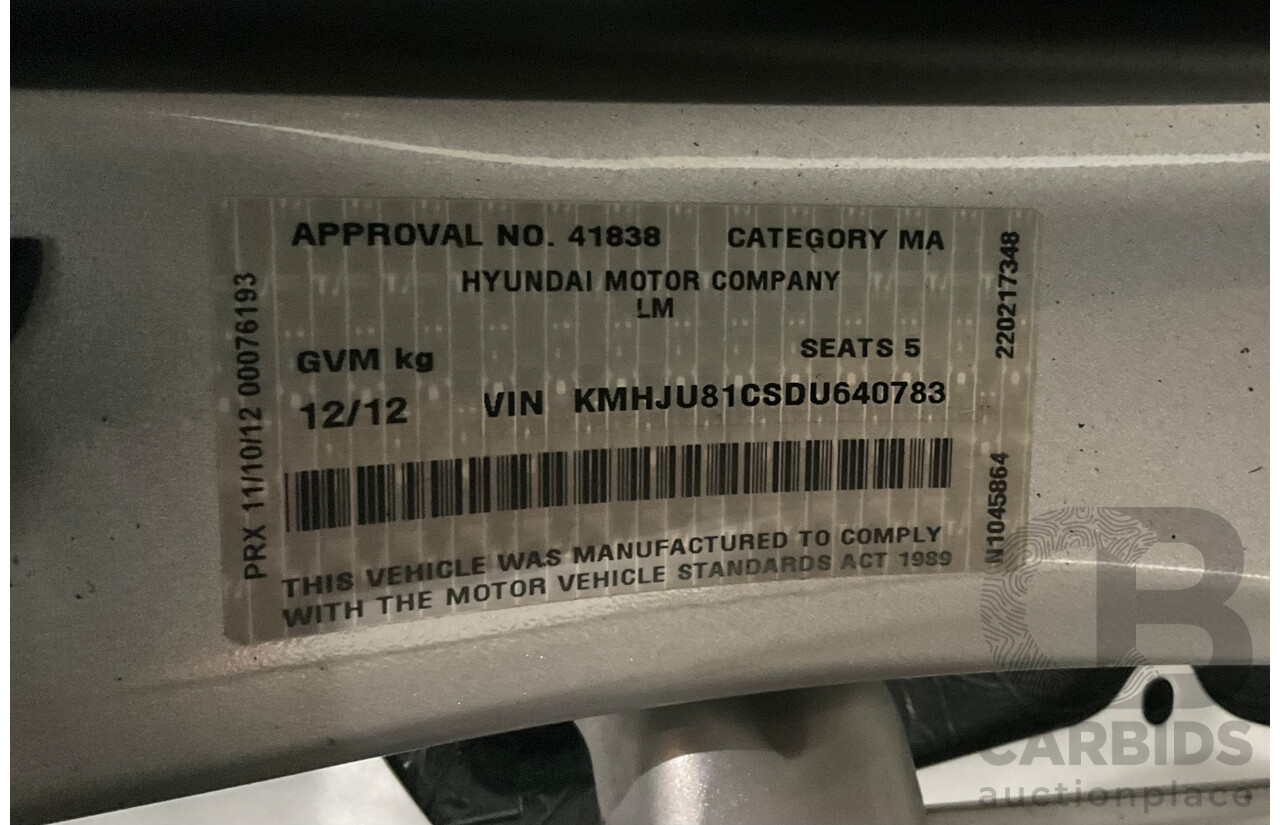 APPROVAL NO. 41838 CATEGORY MA
HYUNDAI MOTOR COMPANY
LM
GVM kg SEATS 5
12/12 VIN KMHJU81CSDU640783
THIS VEHICLE WAS MANUFACTURED TO COMPLY
WITH THE MOTOR VEHICLE STANDARDS ACT 1989
PRX 11/10/12 00076193
220217348
N1045864
CB
CARBIDS
auctionplace